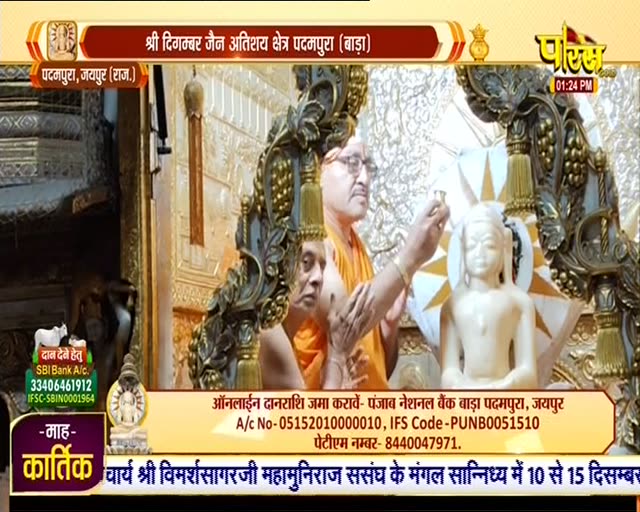 श्री दिगम्बर जैन अतिशय क्षेत्र पदमपुरा (बाड़ा)
पदमपुरा, जयपुर (राज.)
पारस
01:24 PM
दान देने हेतु
SBI Bank A/c.
33406461912
IFSC-SBIN0001964
ऑनलाईन दानराशि जमा करावें- पंजाब नेशनल बैंक बाड़ा पदमपुरा, जयपुर
A/c No- 05152010000010, IFS Code - PUNB0051510
पेटीएम नम्बर- 8440047971.
-माह-
कार्तिक
चार्य श्री विमर्शसागरजी महामुनिराज ससंघ के मंगल सान्निध्य में 10 से 15 दिसम्बर